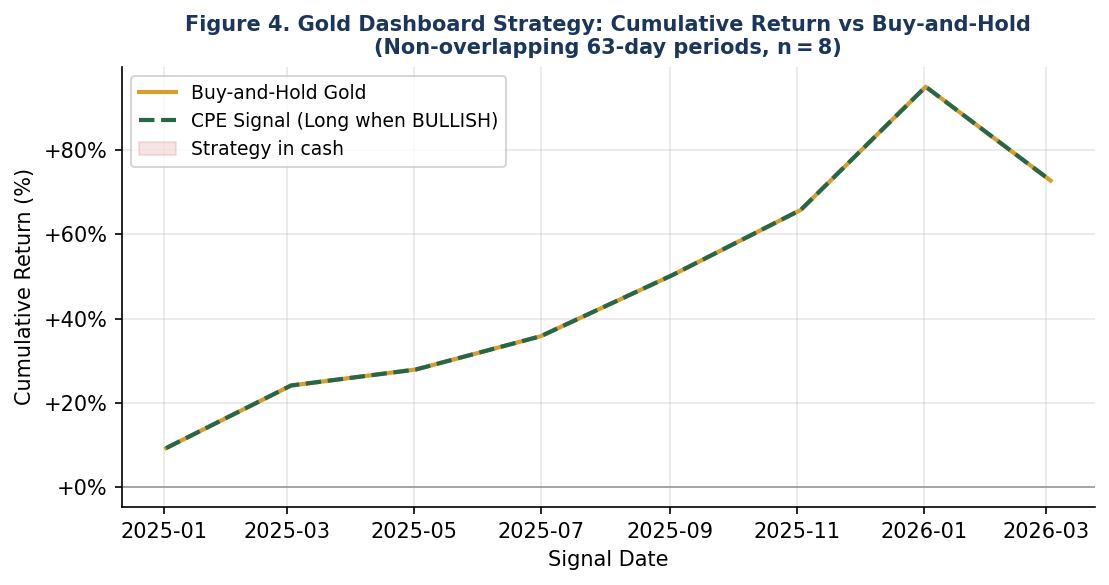 Figure 4. Gold Dashboard Strategy: Cumulative Return vs Buy-and-Hold
(Non-overlapping 63-day periods, n = 8)
Buy-and-Hold Gold
CPE Signal (Long when BULLISH)
Strategy in cash
Cumulative Return (%)
+80%
+60%
+40%
+20%
+0%
2025-01 2025-03 2025-05 2025-07 2025-09 2025-11 2026-01 2026-03
Signal Date